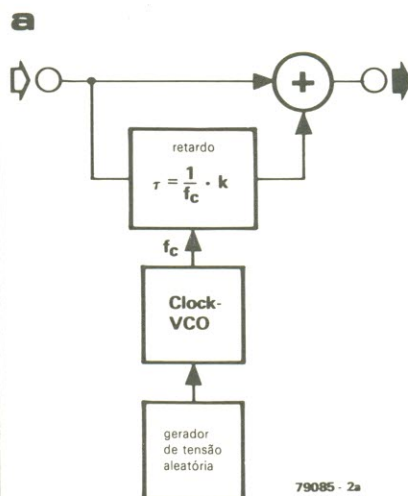 a
+
retardo
τ = 1/fc · k
fc
Clock-
VCO
gerador
de tensão
aleatória
79085 - 2a